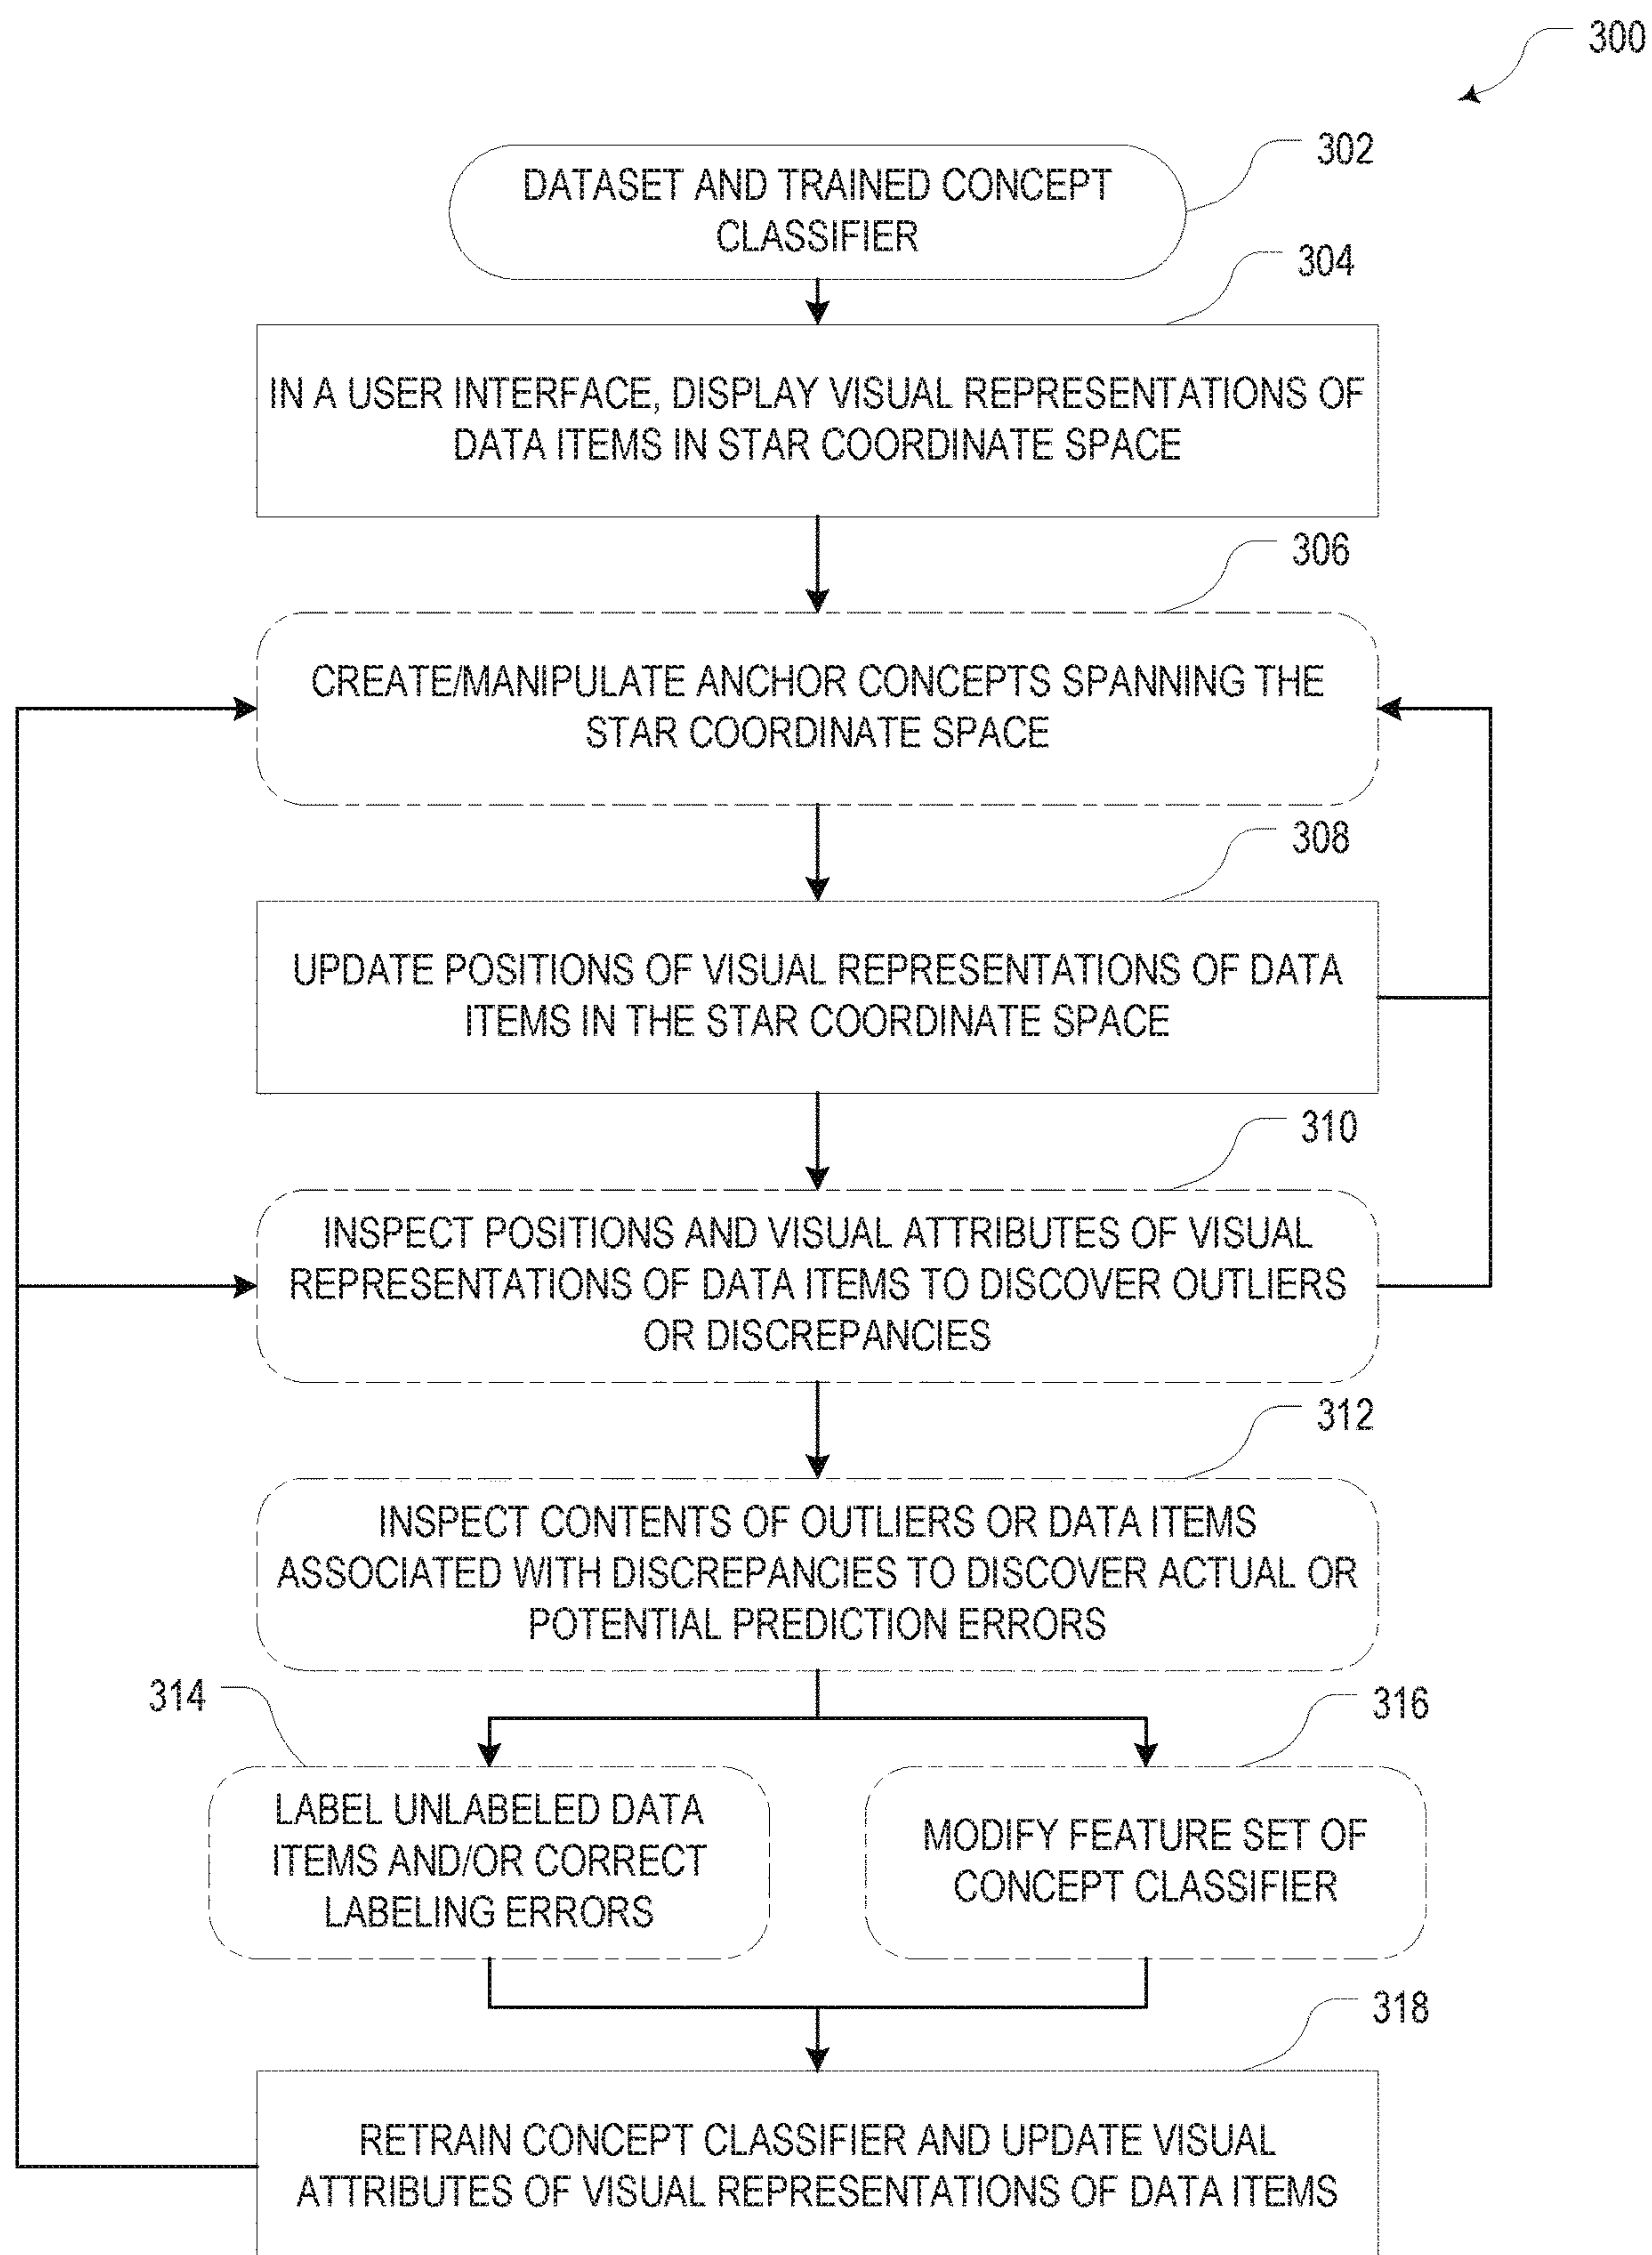 300
302
DATASET AND TRAINED CONCEPT
CLASSIFIER
304
IN A USER INTERFACE, DISPLAY VISUAL REPRESENTATIONS OF
DATA ITEMS IN STAR COORDINATE SPACE
306
CREATE/MANIPULATE ANCHOR CONCEPTS SPANNING THE
STAR COORDINATE SPACE
308
UPDATE POSITIONS OF VISUAL REPRESENTATIONS OF DATA
ITEMS IN THE STAR COORDINATE SPACE
310
INSPECT POSITIONS AND VISUAL ATTRIBUTES OF VISUAL
REPRESENTATIONS OF DATA ITEMS TO DISCOVER OUTLIERS
OR DISCREPANCIES
312
INSPECT CONTENTS OF OUTLIERS OR DATA ITEMS
ASSOCIATED WITH DISCREPANCIES TO DISCOVER ACTUAL OR
POTENTIAL PREDICTION ERRORS
314
LABEL UNLABELED DATA
ITEMS AND/OR CORRECT
LABELING ERRORS
316
MODIFY FEATURE SET OF
CONCEPT CLASSIFIER
318
RETRAIN CONCEPT CLASSIFIER AND UPDATE VISUAL
ATTRIBUTES OF VISUAL REPRESENTATIONS OF DATA ITEMS